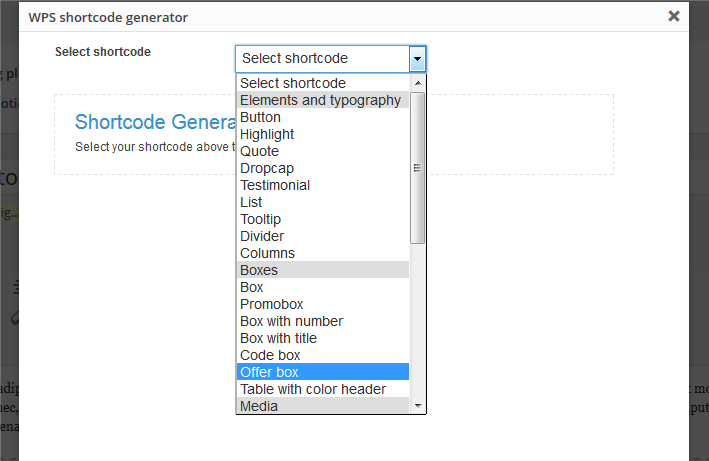 WPS shortcode generator
Select shortcode
Select shortcode
Select shortcode
Elements and typography
Button
Highlight
Quote
Dropcap
Testimonial
List
Tooltip
Divider
Columns
Boxes
Box
Promobox
Box with number
Box with title
Code box
Offer box
Table with color header
Media
Shortcode Genera
Select your shortcode above t